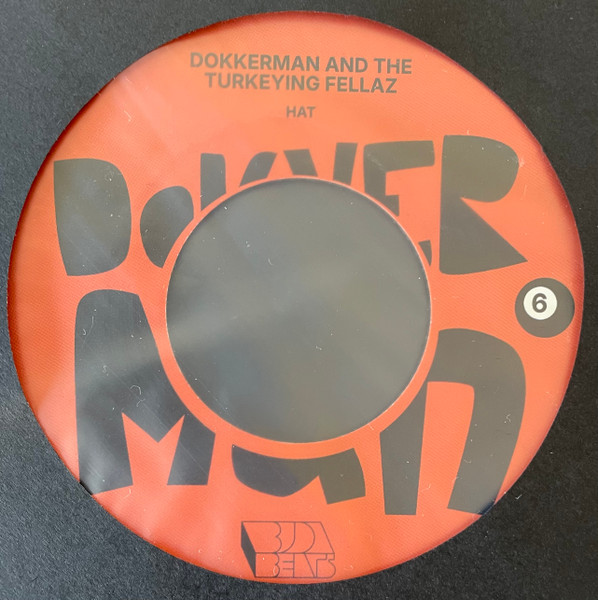 DOKKERMAN AND THE
TURKEYING FELLAZ
HAT
DOKKER
Man
6
BUDA
BEATS